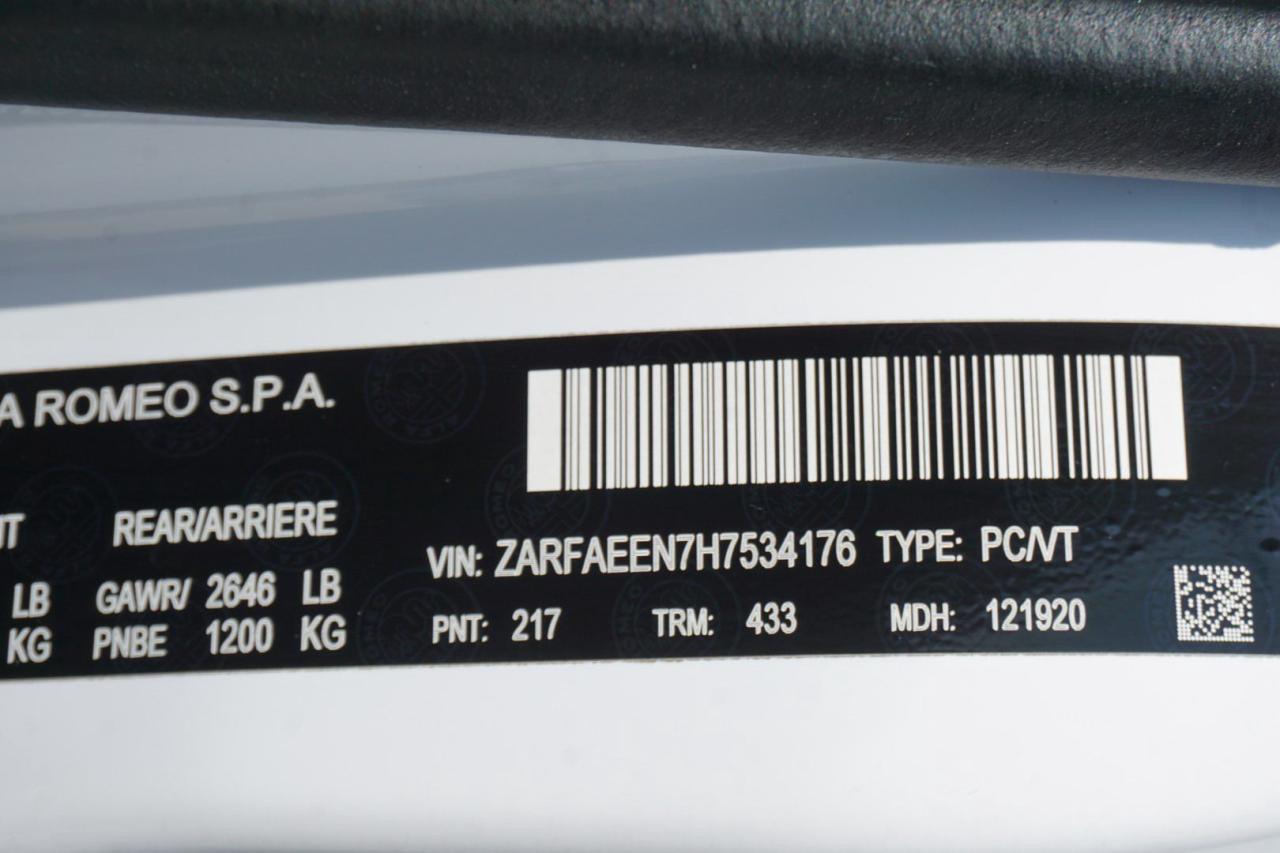 A ROMEO S.P.A.
REAR/ARRIERE
LB GAWR/ 2646 LB
KG PNBE 1200 KG
VIN: ZARFAEEN7H7534176 TYPE: PC/VT
PNT: 217 TRM: 433 MDH: 121920